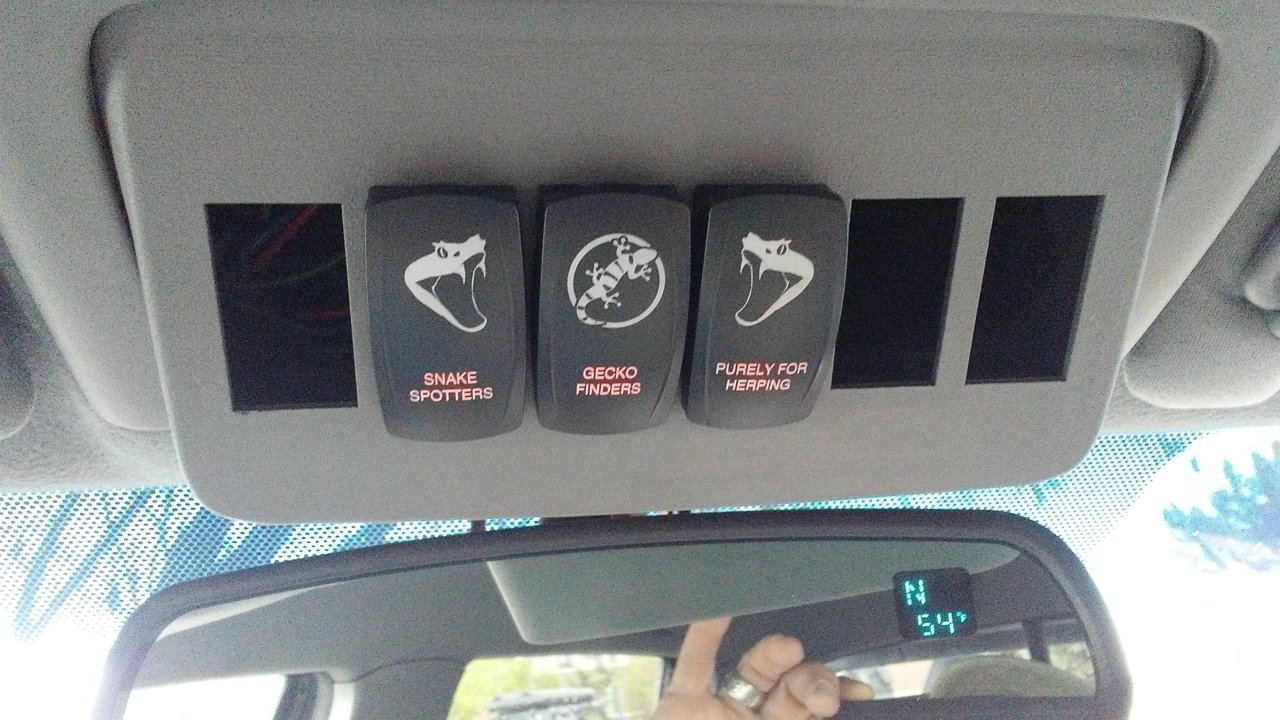 SNAKE
SPOTTERS
GECKO
FINDERS
PURELY FOR
HERPING
N
54°F